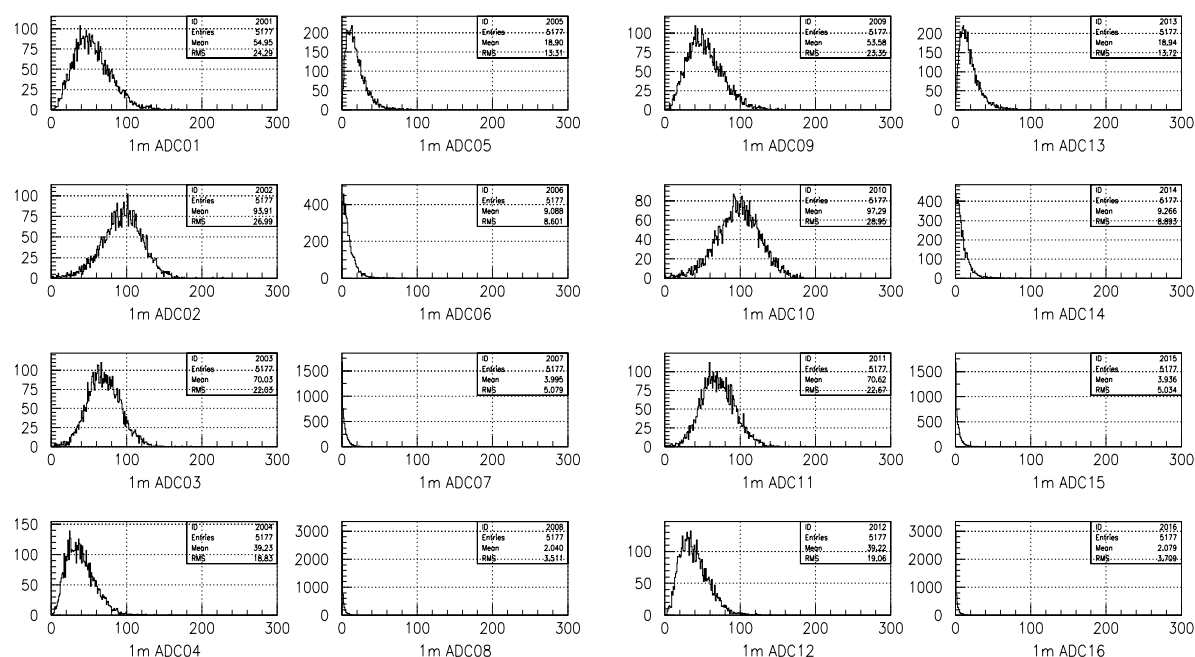 ID 2001
Entries 5177
Mean 54.95
RMS 24.29
100
75
50
25
0
0 100 200 300
1m ADC01
ID 2005
Entries 5177
Mean 18.90
RMS 13.31
200
150
100
50
0
0 100 200 300
1m ADC05
ID 2009
Entries 5177
Mean 53.58
RMS 23.35
100
75
50
25
0
0 100 200 300
1m ADC09
ID 2013
Entries 5177
Mean 18.94
RMS 13.72
200
150
100
50
0
0 100 200 300
1m ADC13
ID 2002
Entries 5177
Mean 93.91
RMS 26.99
100
75
50
25
0
0 100 200 300
1m ADC02
ID 2006
Entries 5177
Mean 9.088
RMS 8.601
400
200
0
0 100 200 300
1m ADC06
ID 2010
Entries 5177
Mean 97.29
RMS 28.95
80
60
40
20
0
0 100 200 300
1m ADC10
ID 2014
Entries 5177
Mean 9.266
RMS 8.893
400
300
200
100
0
0 100 200 300
1m ADC14
ID 2003
Entries 5177
Mean 70.03
RMS 22.03
100
75
50
25
0
0 100 200 300
1m ADC03
ID 2007
Entries 5177
Mean 3.995
RMS 5.079
1500
1000
500
0
0 100 200 300
1m ADC07
ID 2011
Entries 5177
Mean 70.62
RMS 22.67
100
75
50
25
0
0 100 200 300
1m ADC11
ID 2015
Entries 5177
Mean 3.936
RMS 5.034
1500
1000
500
0
0 100 200 300
1m ADC15
ID 2004
Entries 5177
Mean 39.23
RMS 18.83
150
100
50
0
0 100 200 300
1m ADC04
ID 2008
Entries 5177
Mean 2.040
RMS 3.511
3000
2000
1000
0
0 100 200 300
1m ADC08
ID 2012
Entries 5177
Mean 39.22
RMS 19.06
100
50
0
0 100 200 300
1m ADC12
ID 2016
Entries 5177
Mean 2.079
RMS 3.709
3000
2000
1000
0
0 100 200 300
1m ADC16